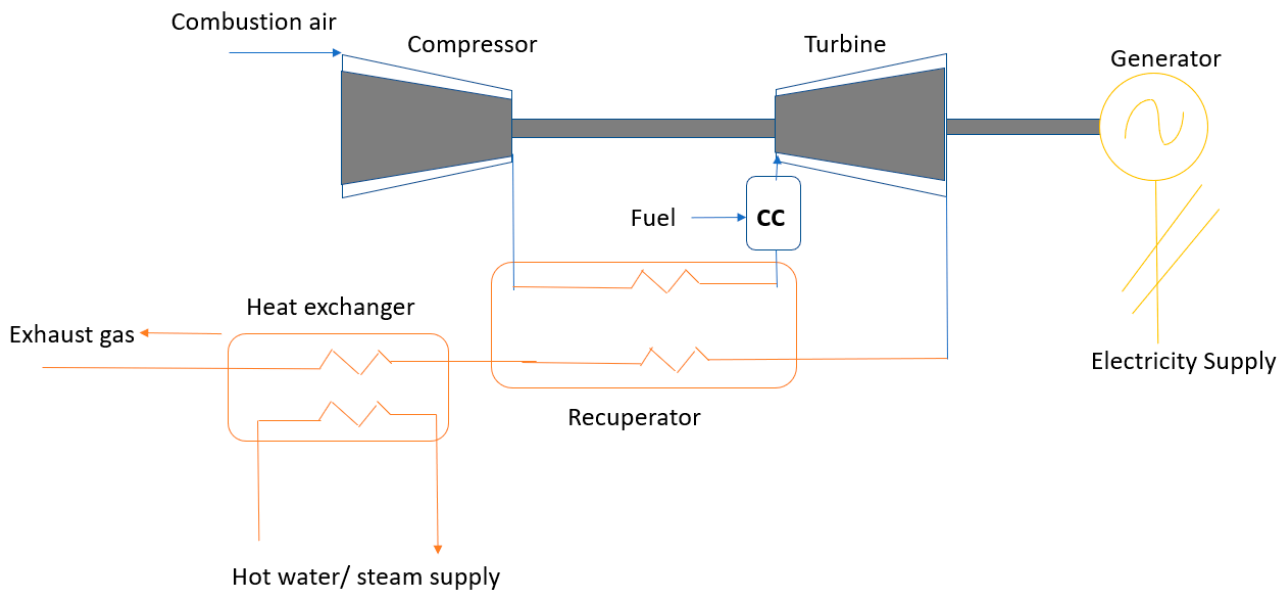 Combustion air
Compressor
Turbine
Generator
Fuel
CC
Heat exchanger
Exhaust gas
Electricity Supply
Recuperator
Hot water/ steam supply